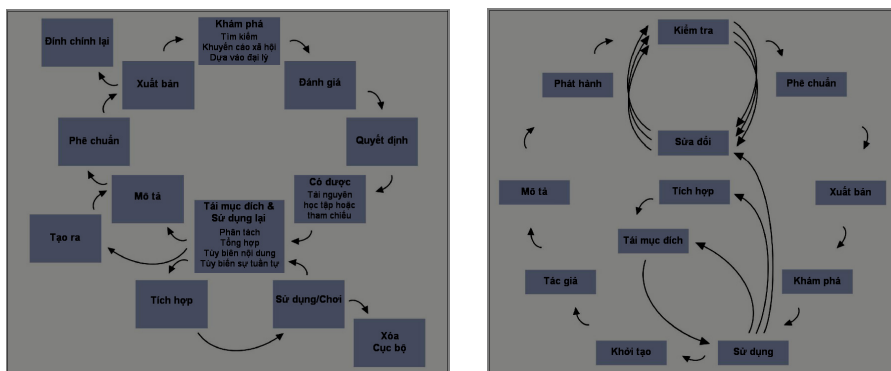 Khám phá
Tìm kiếm
Khuyến cáo xã hội
Dựa vào đại lý
Đính chính lại
Xuất bản
Đánh giá
Phê chuẩn
Quyết định
Mô tả
Tái mục đích &
Sử dụng lại
Phân tách
Tổng hợp
Tùy biên nội dung
Tùy biên sự tuần tự
Có được
Tài nguyên
học tập hoặc
tham chiếu
Tạo ra
Tích hợp
Sử dụng/Chơi
Xóa
Cục bộ
Kiểm tra
Phát hành
Phê chuẩn
Sửa đổi
Mô tả
Tích hợp
Xuất bản
Tái mục đích
Tác giả
Khám phá
Khởi tạo
Sử dụng